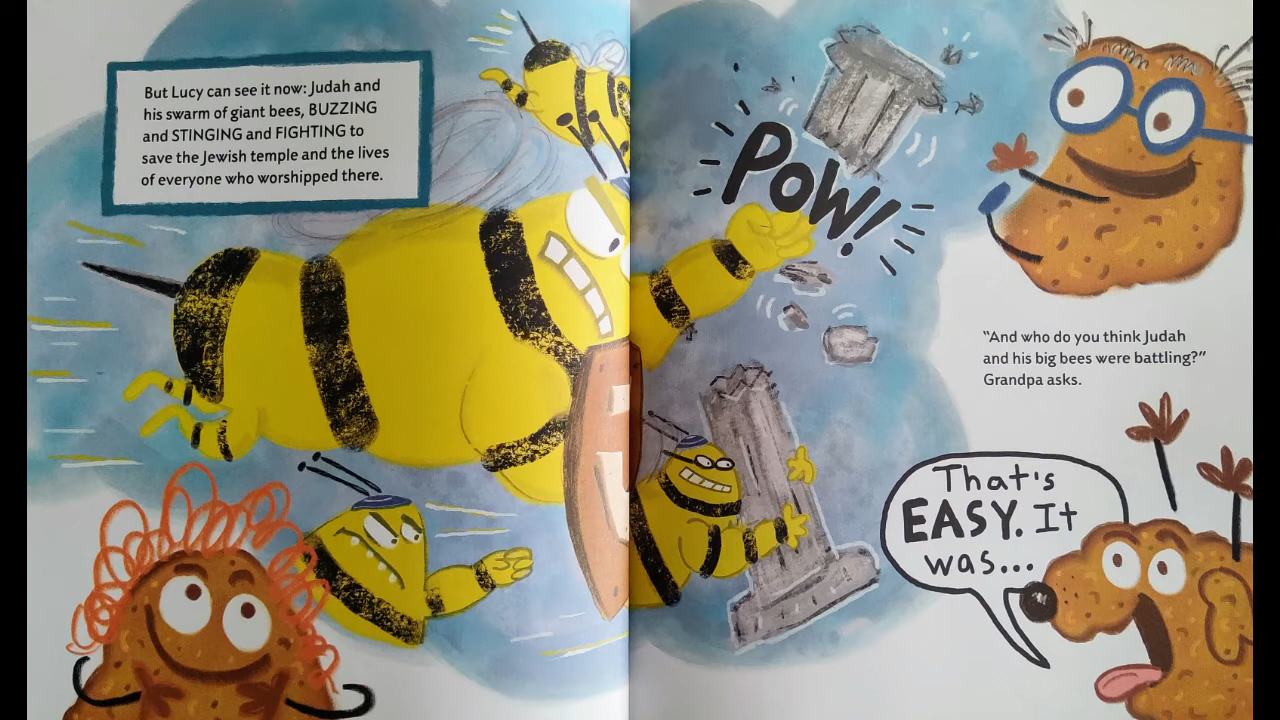 But Lucy can see it now: Judah and
his swarm of giant bees, BUZZING
and STINGING and FIGHTING to
save the Jewish temple and the lives
of everyone who worshipped there.
POW!
“And who do you think Judah
and his big bees were battling?”
Grandpa asks.
That's
EASY. It
was...